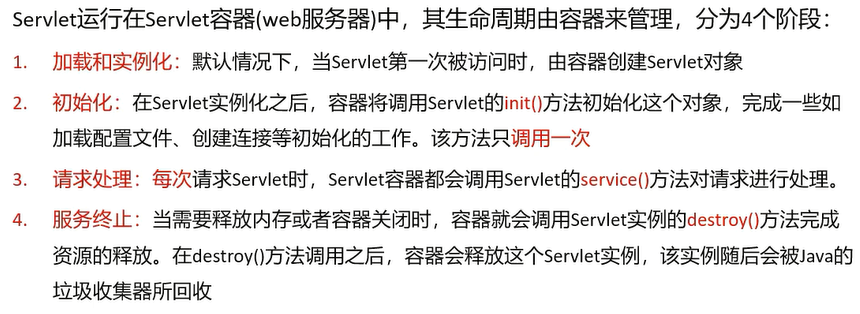 Servlet运行在Servlet容器(web服务器)中，其生命周期由容器来管理，分为4个阶段：
1. 加载和实例化：默认情况下，当Servlet第一次被访问时，由容器创建Servlet对象
2. 初始化：在Servlet实例化之后，容器将调用Servlet的init()方法初始化这个对象，完成一些如
加载配置文件、创建连接等初始化的工作。该方法只调用一次
3. 请求处理：每次请求Servlet时，Servlet容器都会调用Servlet的service()方法对请求进行处理。
4. 服务终止：当需要释放内存或者容器关闭时，容器就会调用Servlet实例的destroy()方法完成
资源的释放。在destroy()方法调用之后，容器会释放这个Servlet实例，该实例随后会被Java的
垃圾收集器所回收